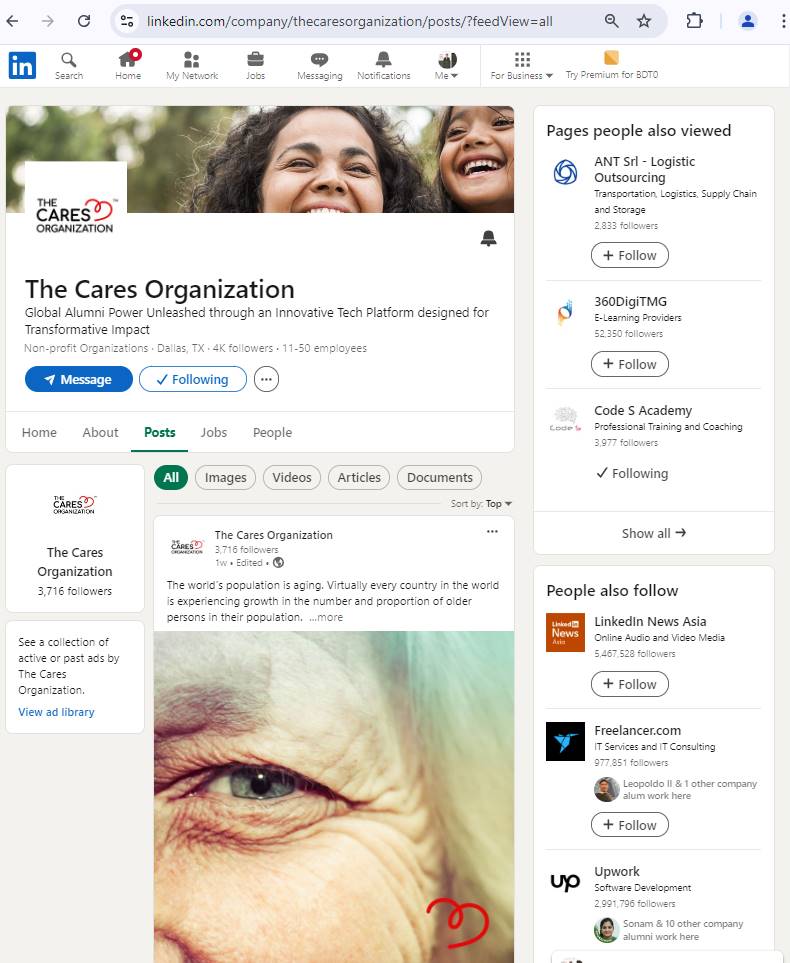 linkedin.com/company/thecaresorganization/posts/?feedView=all
in
Search
Home
My Network
Jobs
Messaging
Notifications
Me
For Business
Try Premium for BDT0
THE
CARES
ORGANIZATION
TM
The Cares Organization
Global Alumni Power Unleashed through an Innovative Tech Platform designed for
Transformative Impact
Non-profit Organizations · Dallas, TX · 4K followers · 11-50 employees
Message
Following
Home
About
Posts
Jobs
People
THE
CARES
ORGANIZATION
The Cares
Organization
3,716 followers
See a collection of
active or past ads by
The Cares
Organization.
View ad library
All
Images
Videos
Articles
Documents
Sort by: Top
THE
CARES
ORGANIZATION
The Cares Organization
3,716 followers
1w • Edited •
The world's population is aging. Virtually every country in the world
is experiencing growth in the number and proportion of older
persons in their population. ...more
Pages people also viewed
ANT Srl - Logistic
Outsourcing
Transportation, Logistics, Supply Chain
and Storage
2,833 followers
+ Follow
360DigiTMG
E-Learning Providers
52,350 followers
+ Follow
Code S
Code S Academy
Professional Training and Coaching
3,977 followers
Following
Show all →
People also follow
Linked in
News
Asia
LinkedIn News Asia
Online Audio and Video Media
5,467,528 followers
+ Follow
Freelancer.com
IT Services and IT Consulting
977,851 followers
Leopoldo II & 1 other company
alum work here
+ Follow
up
Upwork
Software Development
2,991,796 followers
Sonam & 10 other company
alumni work here